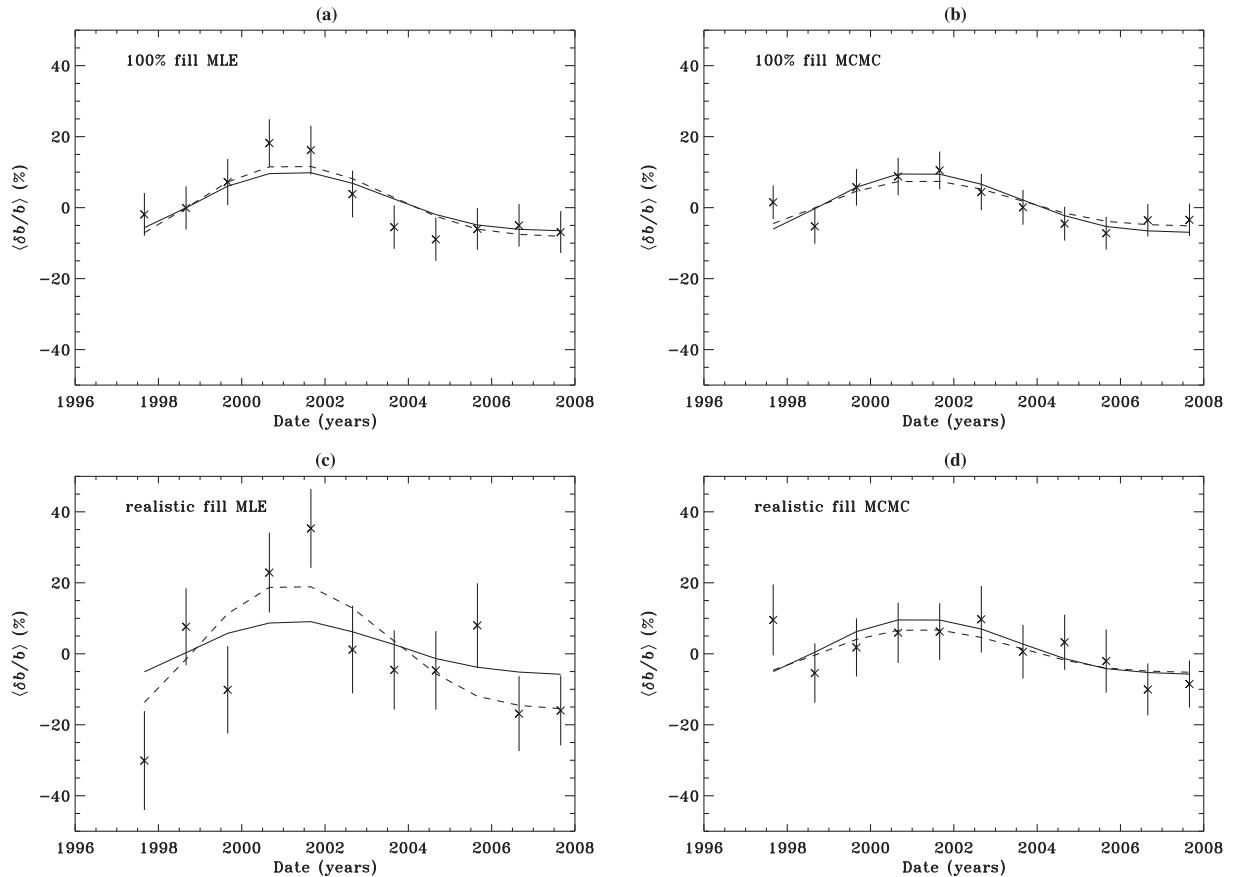 (a)
100% fill MLE
40
20
0
−20
−40
⟨δb/b⟩ (%)
1996 1998 2000 2002 2004 2006 2008
Date (years)
(b)
100% fill MCMC
40
20
0
−20
−40
⟨δb/b⟩ (%)
1996 1998 2000 2002 2004 2006 2008
Date (years)
(c)
realistic fill MLE
40
20
0
−20
−40
⟨δb/b⟩ (%)
1996 1998 2000 2002 2004 2006 2008
Date (years)
(d)
realistic fill MCMC
40
20
0
−20
−40
⟨δb/b⟩ (%)
1996 1998 2000 2002 2004 2006 2008
Date (years)